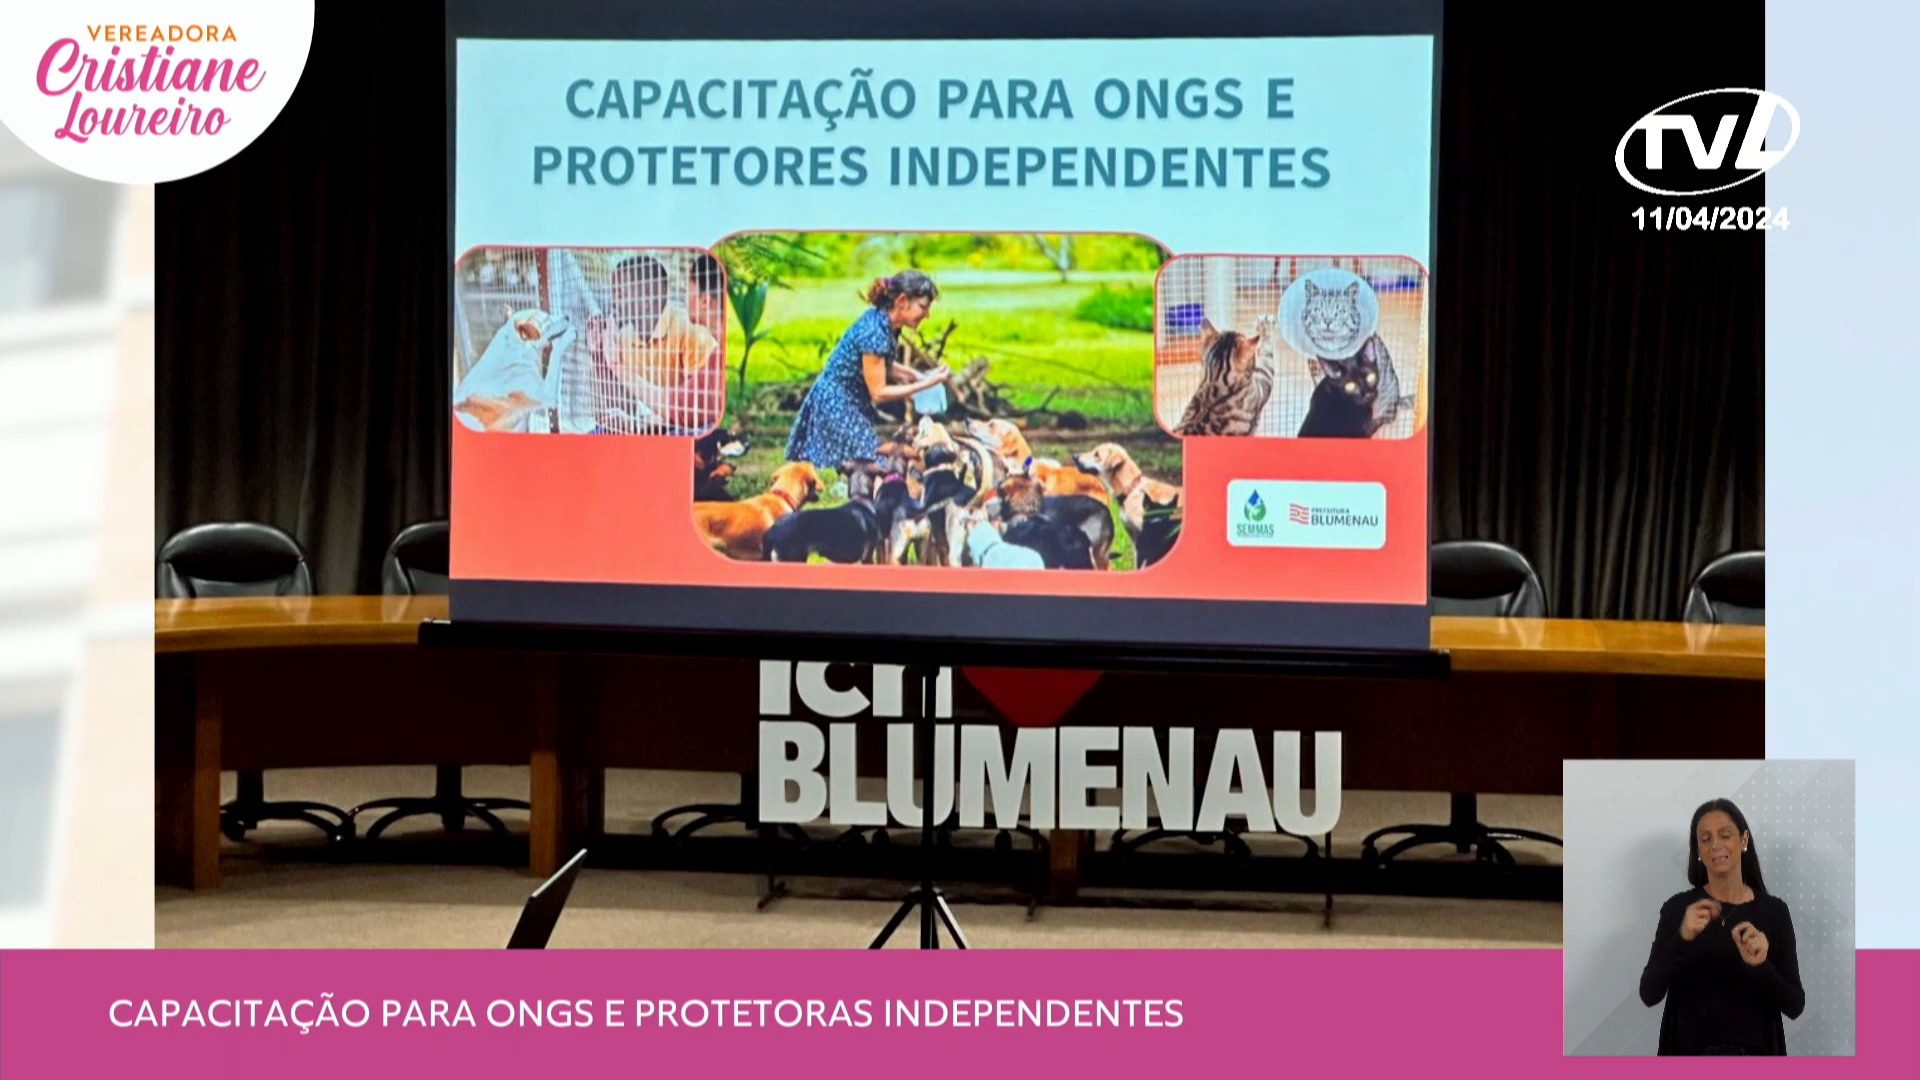 VEREADORA
Cristiane
Loureiro
CAPACITAÇÃO PARA ONGS E
PROTETORES INDEPENDENTES
TVL
11/04/2024
SEMMAS
PREFEITURA
BLUMENAU
ICH
BLUMENAU
CAPACITAÇÃO PARA ONGS E PROTETORAS INDEPENDENTES